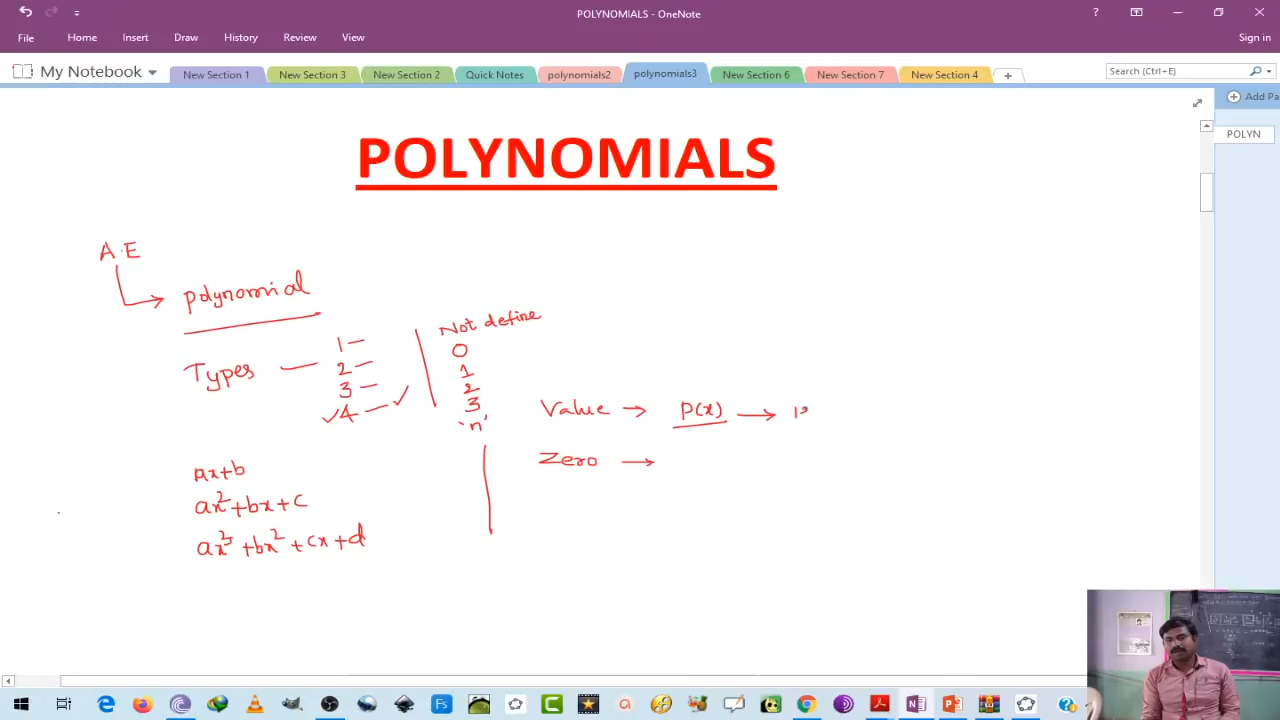 POLYNOMIALS - OneNote
File Home Insert Draw History Review View
Sign in
My Notebook
New Section 1 New Section 3 New Section 2 Quick Notes polynomials2 polynomials3 New Section 6 New Section 7 New Section 4
Search (Ctrl+E)
Add Pa
POLYN
POLYNOMIALS
A.E
polynomial
Types
1 -
2 -
3 -
✓4 - ✓
Not define
0
1
2
3
'n'
ax+b
ax²+bx+c
ax³+bx²+cx+d
Value → P(x) →
Zero →